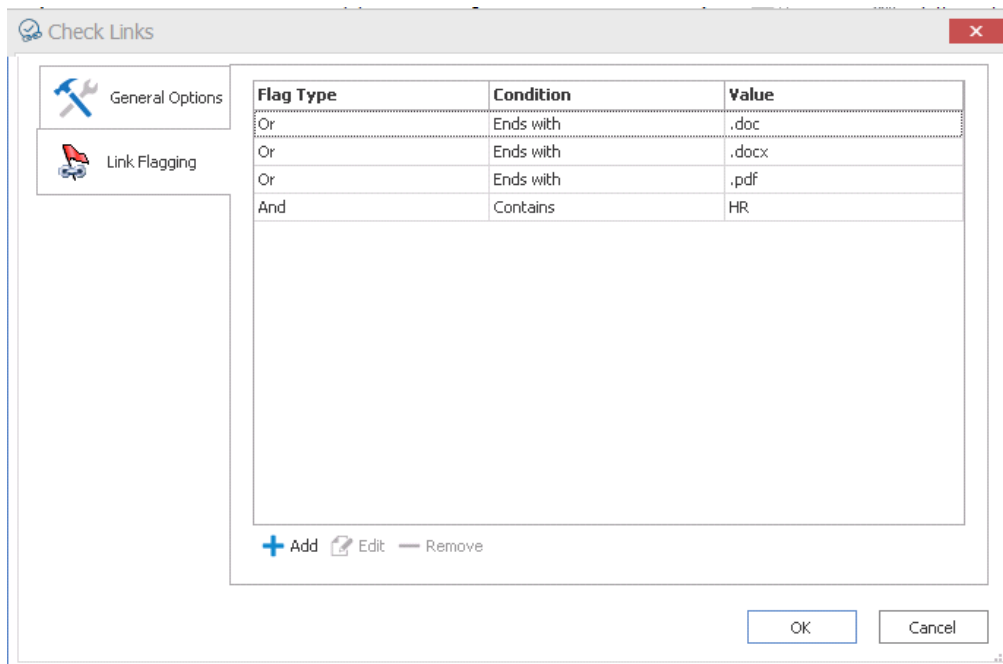 Check Links
General Options
Link Flagging
Flag Type Condition Value
Or Ends with .doc
Or Ends with .docx
Or Ends with .pdf
And Contains HR
Add Edit Remove
OK Cancel